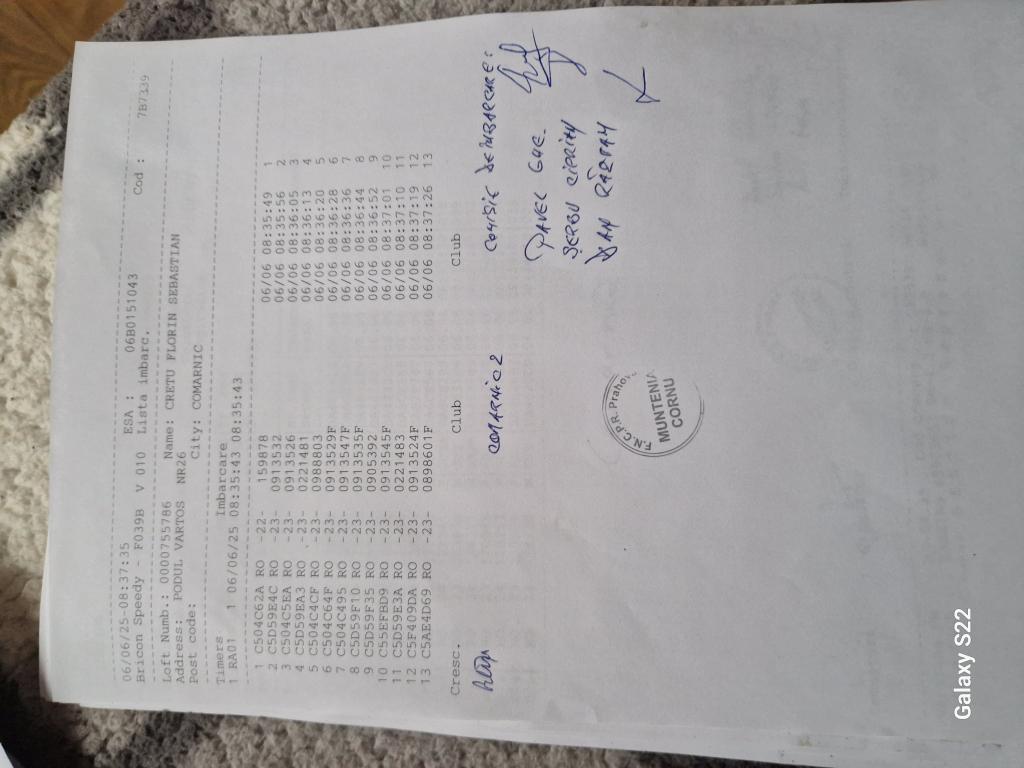 06/06/25-08:37:35 ESIA : 06B0151043
Bricon Speedy - F039B V 010 Lista imbarc. Cod : 7B7339
Loft Numb.: 0000755786 Name: CRETU FLORIN SEBASTIAN
Address: PODUL VARTOS NR26
Post code: City: COMARNIC
Timers Imbarcare
1 RA01 1 06/06/25 08:35:43 08:35:43
1 C504C62A RO -22 159878 06/06 08:35:49 1
2 C5D59E4C RO -23- 0913532 06/06 08:35:56 2
3 C504C5EA RO -23- 0913526 06/06 08:36:05 3
4 C5D59EA3 RO -23- 0221481 06/06 08:36:13 4
5 C504C4CF RO -23- 0988803 06/06 08:36:20 5
6 C504C64F RO -23- 0913529F 06/06 08:36:28 6
7 C504C495 RO -23- 0913547F 06/06 08:36:36 7
8 C5D59F10 RO -23- 0913535F 06/06 08:36:44 8
9 C5D59F35 RO -23- 0905392 06/06 08:36:52 9
10 C55EFBD9 RO -23- 0913545F 06/06 08:37:01 10
11 C5D59E3A RO -23- 0221483 06/06 08:37:10 11
12 C5F409DA RO -23- 0913524F 06/06 08:37:19 12
13 C5AE4D69 RO -23- 0898601F 06/06 08:37:26 13
Cresc. Club Club
COMARNIC 2
PAVEL GHE.
SERBU CIPRIAN
DAN
F.N.C.P.R. Prahova
MUNTENIA
CORNU
Galaxy S22